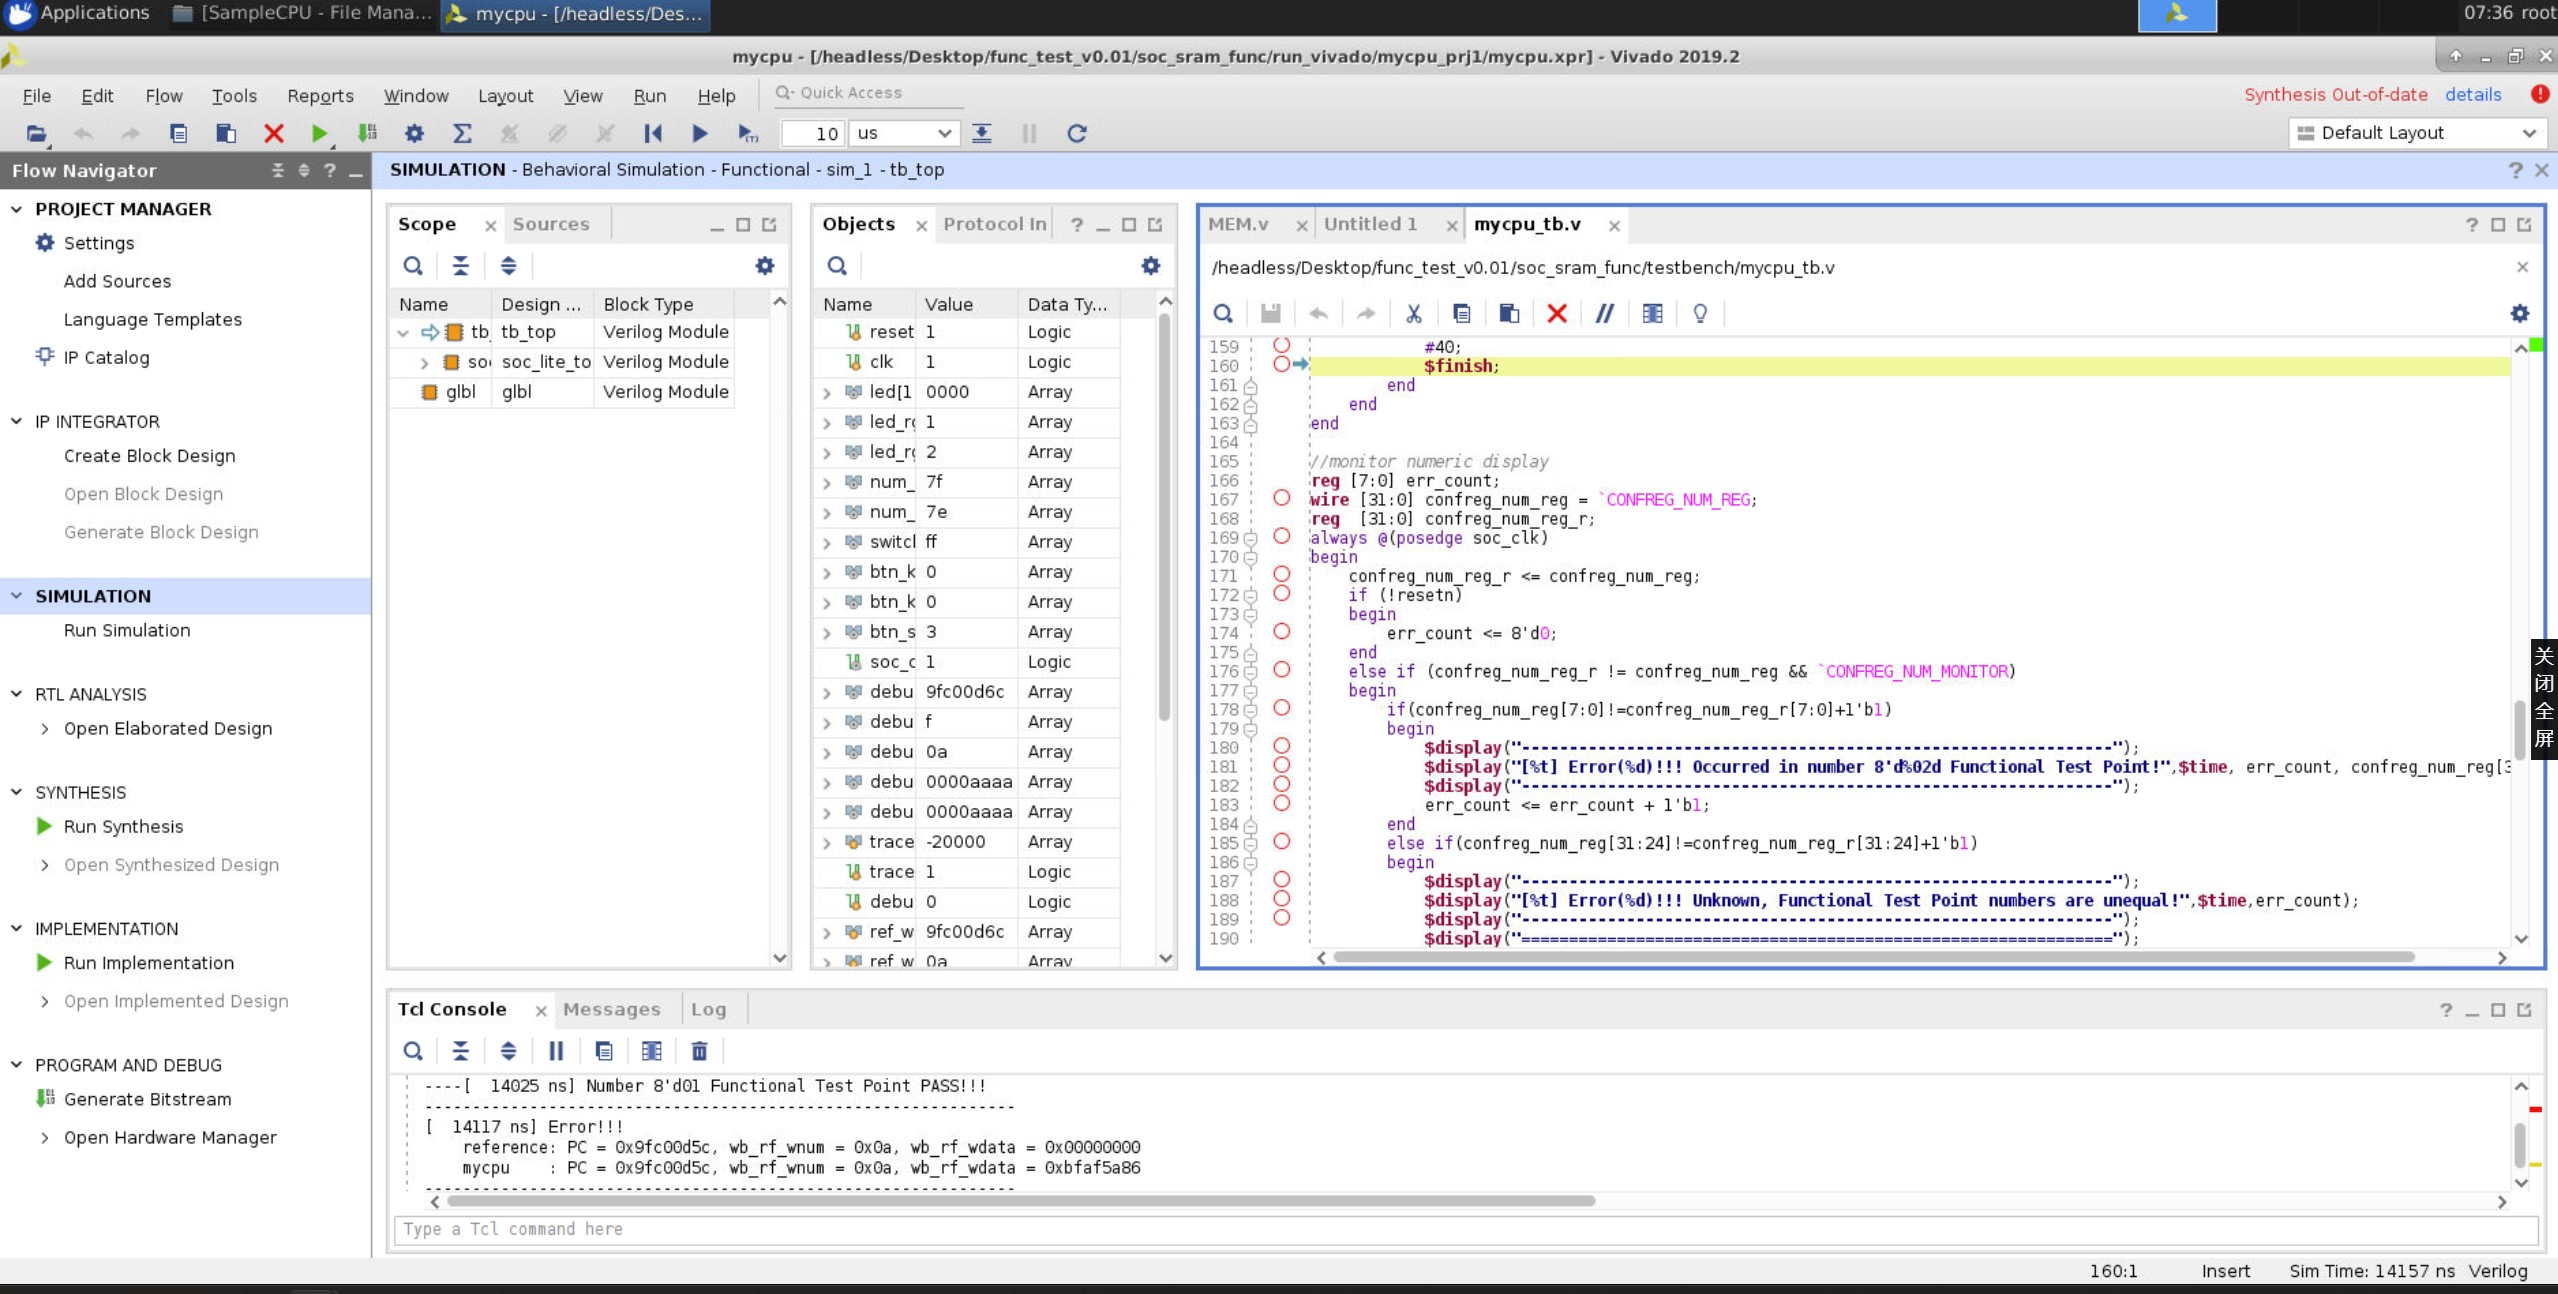 Applications [SampleCPU - File Mana... mycpu - [/headless/Des... 07:36 root
mycpu - [/headless/Desktop/func_test_v0.01/soc_sram_func/run_vivado/mycpu_prj1/mycpu.xpr] - Vivado 2019.2
File Edit Flow Tools Reports Window Layout View Run Help Quick Access Synthesis Out-of-date details
10 us Default Layout
Flow Navigator
PROJECT MANAGER
Settings
Add Sources
Language Templates
IP Catalog
IP INTEGRATOR
Create Block Design
Open Block Design
Generate Block Design
SIMULATION
Run Simulation
RTL ANALYSIS
Open Elaborated Design
SYNTHESIS
Run Synthesis
Open Synthesized Design
IMPLEMENTATION
Run Implementation
Open Implemented Design
PROGRAM AND DEBUG
Generate Bitstream
Open Hardware Manager
SIMULATION - Behavioral Simulation - Functional - sim_1 - tb_top
Scope Sources
Name Design ... Block Type
tb_ tb_top Verilog Module
soc soc_lite_to Verilog Module
glbl glbl Verilog Module
Objects Protocol In
Name Value Data Ty...
reset 1 Logic
clk 1 Logic
led[1 0000 Array
led_r 1 Array
led_r 2 Array
num_ 7f Array
num_ 7e Array
switcl ff Array
btn_k 0 Array
btn_k 0 Array
btn_s 3 Array
soc_c 1 Logic
debu 9fc00d6c Array
debu f Array
debu 0a Array
debu 0000aaaa Array
debu 0000aaaa Array
trace -20000 Array
trace 1 Logic
debu 0 Logic
ref_w 9fc00d6c Array
ref_w 0a Array
MEM.v Untitled 1 mycpu_tb.v
/headless/Desktop/func_test_v0.01/soc_sram_func/testbench/mycpu_tb.v
159 #40;
160 $finish;
161 end
162 end
163 end
164
165 //monitor numeric display
166 reg [7:0] err_count;
167 wire [31:0] confreg_num_reg = `CONFREG_NUM_REG;
168 reg [31:0] confreg_num_reg_r;
169 always @(posedge soc_clk)
170 begin
171 confreg_num_reg_r <= confreg_num_reg;
172 if (!resetn)
173 begin
174 err_count <= 8'd0;
175 end
176 else if (confreg_num_reg_r != confreg_num_reg && `CONFREG_NUM_MONITOR)
177 begin
178 if(confreg_num_reg[7:0]!=confreg_num_reg_r[7:0]+1'b1)
179 begin
180 $display("--------------------------------------------------------------");
181 $display("[%t] Error(%d)!!! Occurred in number 8'd%02d Functional Test Point!",$time, err_count, confreg_num_reg[3
182 $display("--------------------------------------------------------------");
183 err_count <= err_count + 1'b1;
184 end
185 else if(confreg_num_reg[31:24]!=confreg_num_reg_r[31:24]+1'b1)
186 begin
187 $display("--------------------------------------------------------------");
188 $display("[%t] Error(%d)!!! Unknown, Functional Test Point numbers are unequal!",$time,err_count);
189 $display("--------------------------------------------------------------");
190 $display("==============================================================");
关闭全屏
Tcl Console Messages Log
----[ 14025 ns] Number 8'd01 Functional Test Point PASS!!!
--------------------------------------------------------------
[ 14117 ns] Error!!!
reference: PC = 0x9fc00d5c, wb_rf_wnum = 0x0a, wb_rf_wdata = 0x00000000
mycpu : PC = 0x9fc00d5c, wb_rf_wnum = 0x0a, wb_rf_wdata = 0xbfaf5a86
--------------------------------------------------------------
Type a Tcl command here
160:1 Insert Sim Time: 14157 ns Verilog